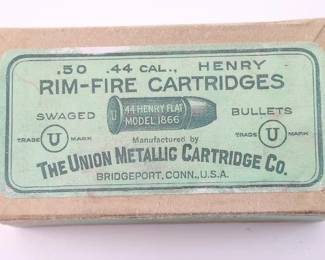 .50 .44 CAL., HENRY
RIM-FIRE CARTRIDGES
SWAGED BULLETS
U 44 HENRY FLAT
MODEL 1866
TRADE U MARK
TRADE U MARK
Manufactured by
THE UNION METALLIC CARTRIDGE CO.
BRIDGEPORT, CONN., U.S.A.